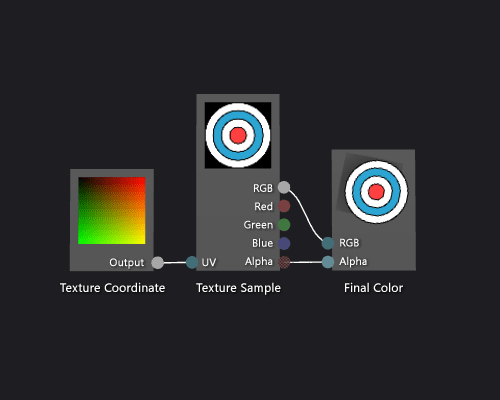 RGB
Red
Green
Blue
Alpha
Output
UV
RGB
Alpha
Texture Coordinate
Texture Sample
Final Color